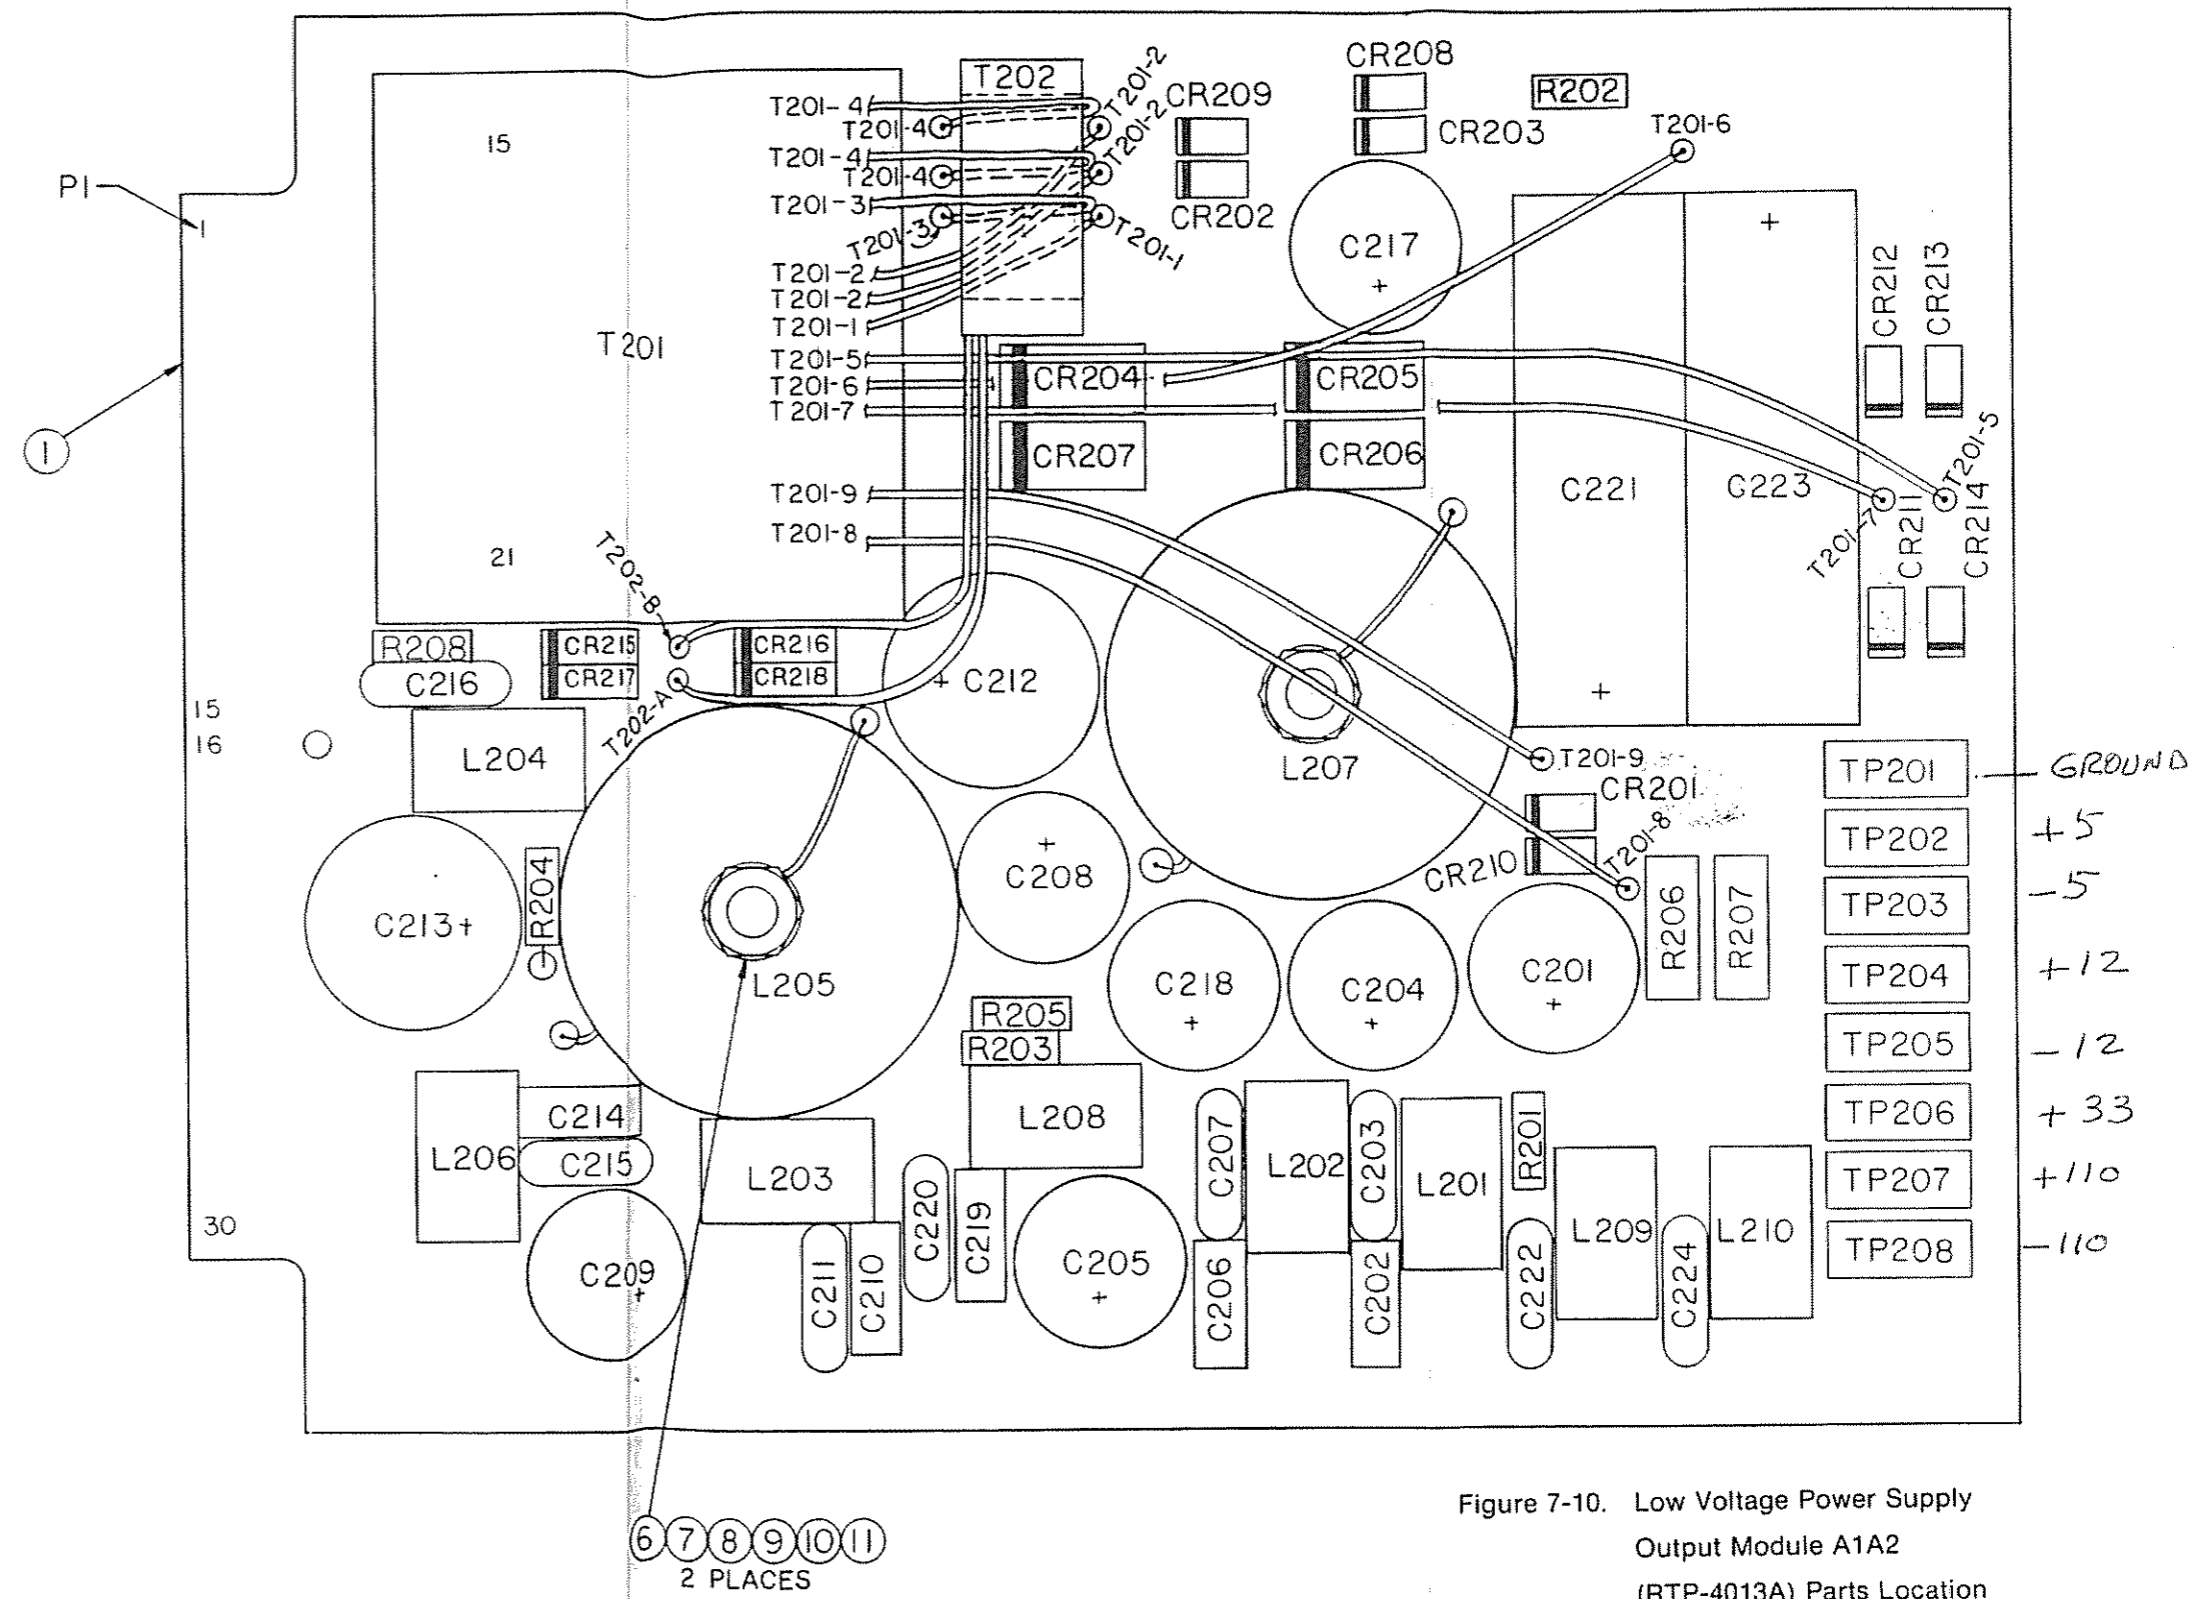 CR208
T202
T201-2
CR209
R202
T201-4
T201-4
T201-2
CR203
T201-6
15
T201-4
T201-4
P1
1
T201-3
CR202
T201-3
T201-1
C217
+
+
T201-2
T201-2
T201-1
CR212
CR213
T201
T201-5
T201-6
T201-7
CR204
CR205
1
CR207
CR206
T201-5
T201-9
C221
C223
T201-7
CR211
CR214
T201-8
21
T202-B
R208
CR215
CR216
C216
CR217
CR218
+ C212
+
15
16
T202-A
L204
L207
T201-9
TP201
GROUND
CR201
TP202
+5
+
C208
T201-8
CR210
R204
TP203
-5
C213+
R206
R207
TP204
+12
L205
C218
+
C204
+
C201
+
R205
R203
TP205
-12
C214
L208
TP206
+33
L206
C215
L203
C207
L202
C203
L201
R201
TP207
+110
30
C220
C219
L209
L210
TP208
-110
C209
+
C211
C210
C205
+
C206
C202
C222
C224
6 7 8 9 10 11
2 PLACES
Figure 7-10. Low Voltage Power Supply
Output Module A1A2
(RTP-4013A) Parts Location